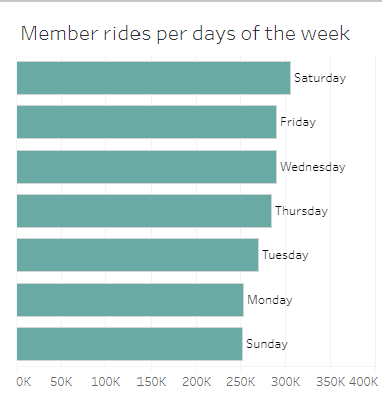 Member rides per days of the week
Saturday
Friday
Wednesday
Thursday
Tuesday
Monday
Sunday
0K 50K 100K 150K 200K 250K 300K 350K 400K